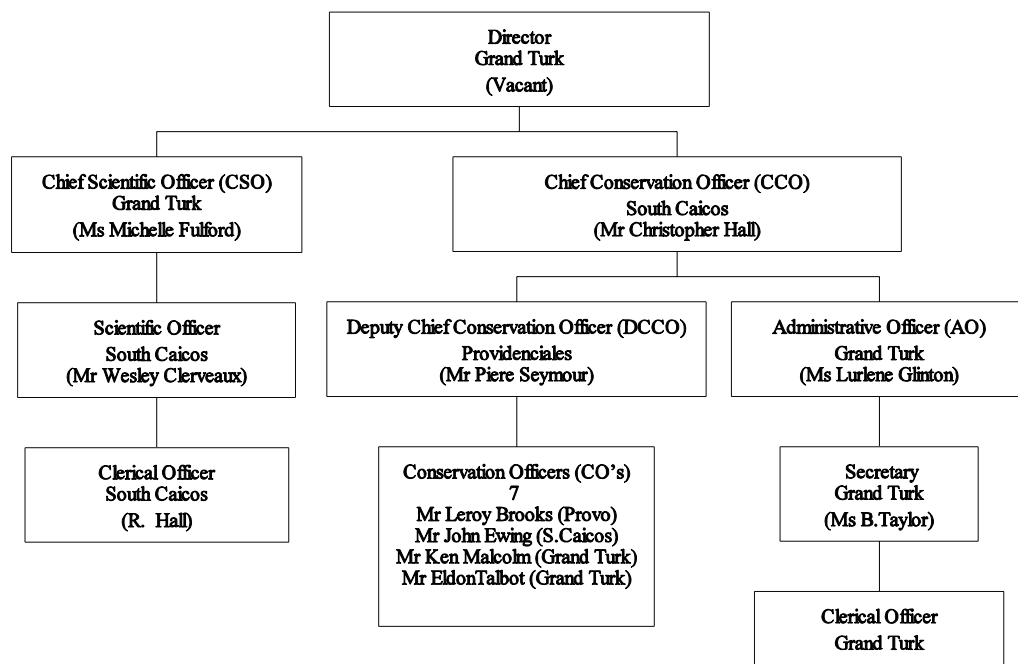 Director
Grand Turk
(Vacant)
Chief Scientific Officer (CSO)
Grand Turk
(Ms Michelle Fulford)
Chief Conservation Officer (CCO)
South Caicos
(Mr Christopher Hall)
Scientific Officer
South Caicos
(Mr Wesley Clerveaux)
Deputy Chief Conservation Officer (DCCO)
Providenciales
(Mr Piere Seymour)
Administrative Officer (AO)
Grand Turk
(Ms Lurlene Glinton)
Clerical Officer
South Caicos
(R. Hall)
Conservation Officers (CO’s)
7
Mr Leroy Brooks (Provo)
Mr John Ewing (S.Caicos)
Mr Ken Malcolm (Grand Turk)
Mr EldonTalbot (Grand Turk)
Secretary
Grand Turk
(Ms B.Taylor)
Clerical Officer
Grand Turk